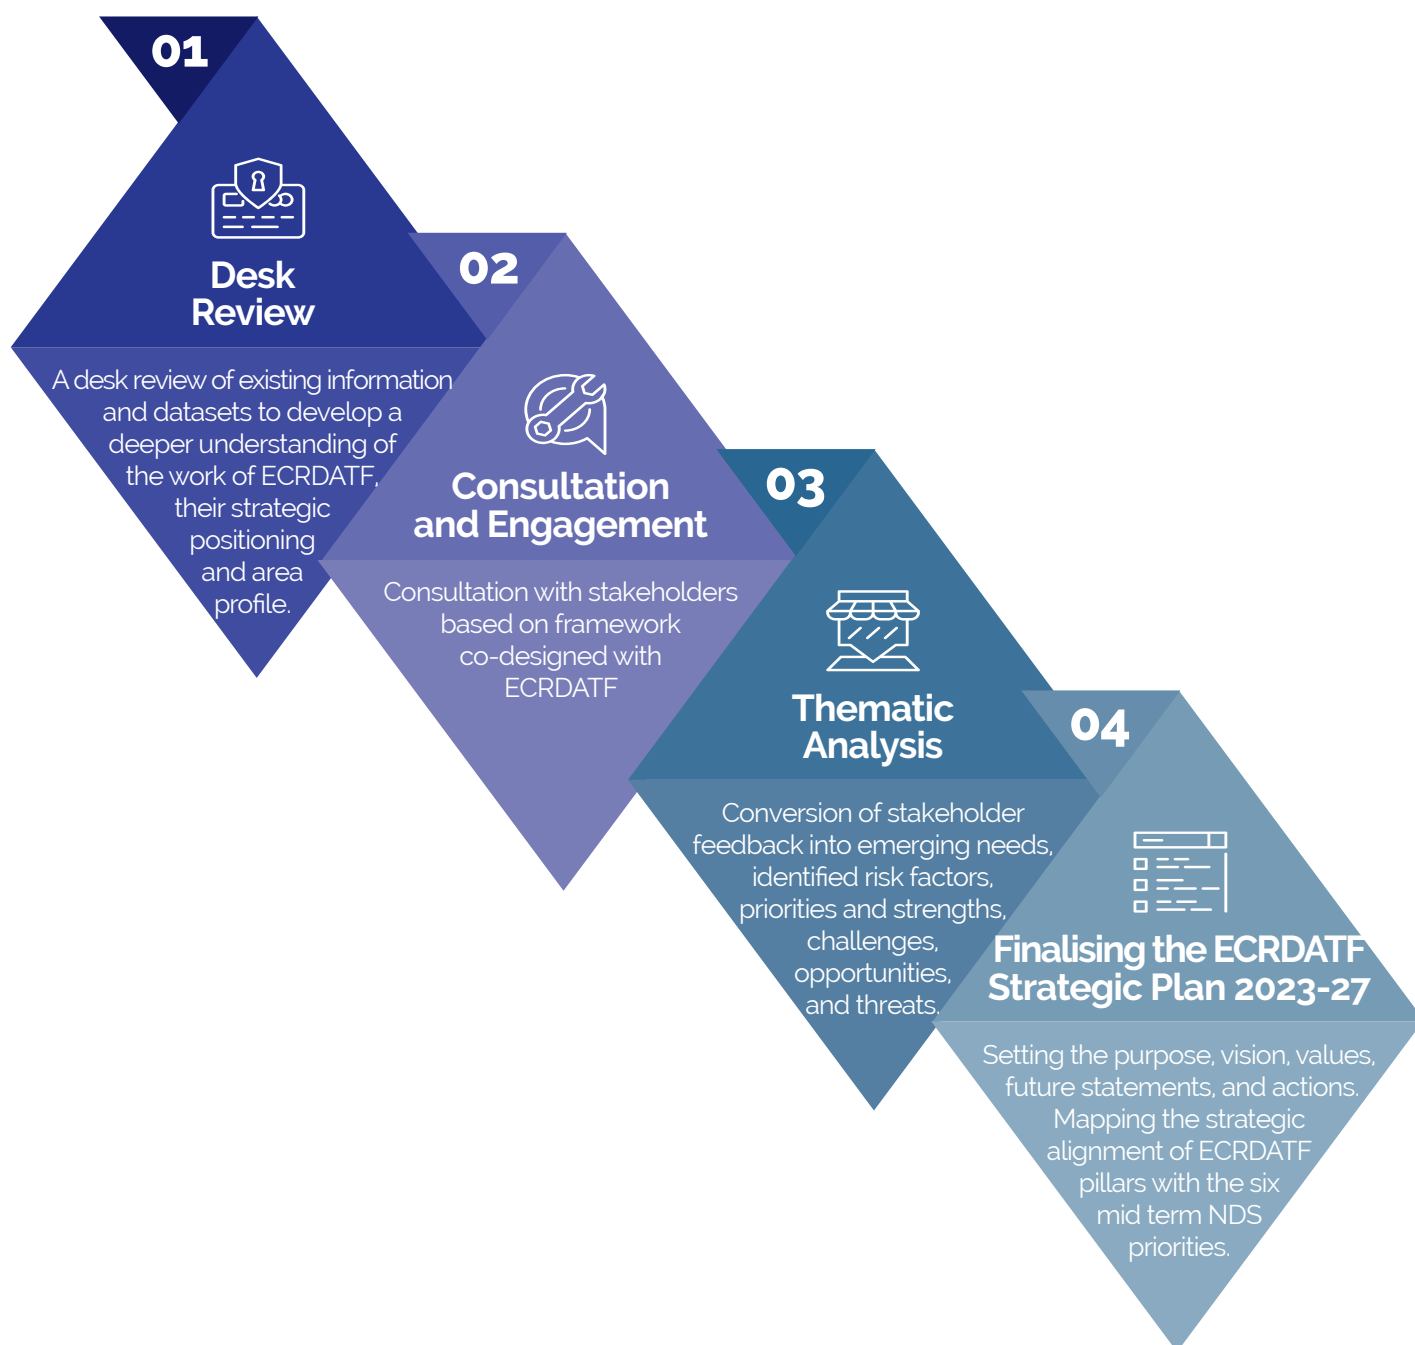 01
Desk
Review
A desk review of existing information
and datasets to develop a
deeper understanding of
the work of ECRDATF,
their strategic
positioning
and area
profile.
02
Consultation
and Engagement
Consultation with stakeholders
based on framework
co-designed with
ECRDATF
03
Thematic
Analysis
Conversion of stakeholder
feedback into emerging needs,
identified risk factors,
priorities and strengths,
challenges,
opportunities,
and threats.
04
Finalising the ECRDATF
Strategic Plan 2023-27
Setting the purpose, vision, values,
future statements, and actions.
Mapping the strategic
alignment of ECRDATF
pillars with the six
mid term NDS
priorities.